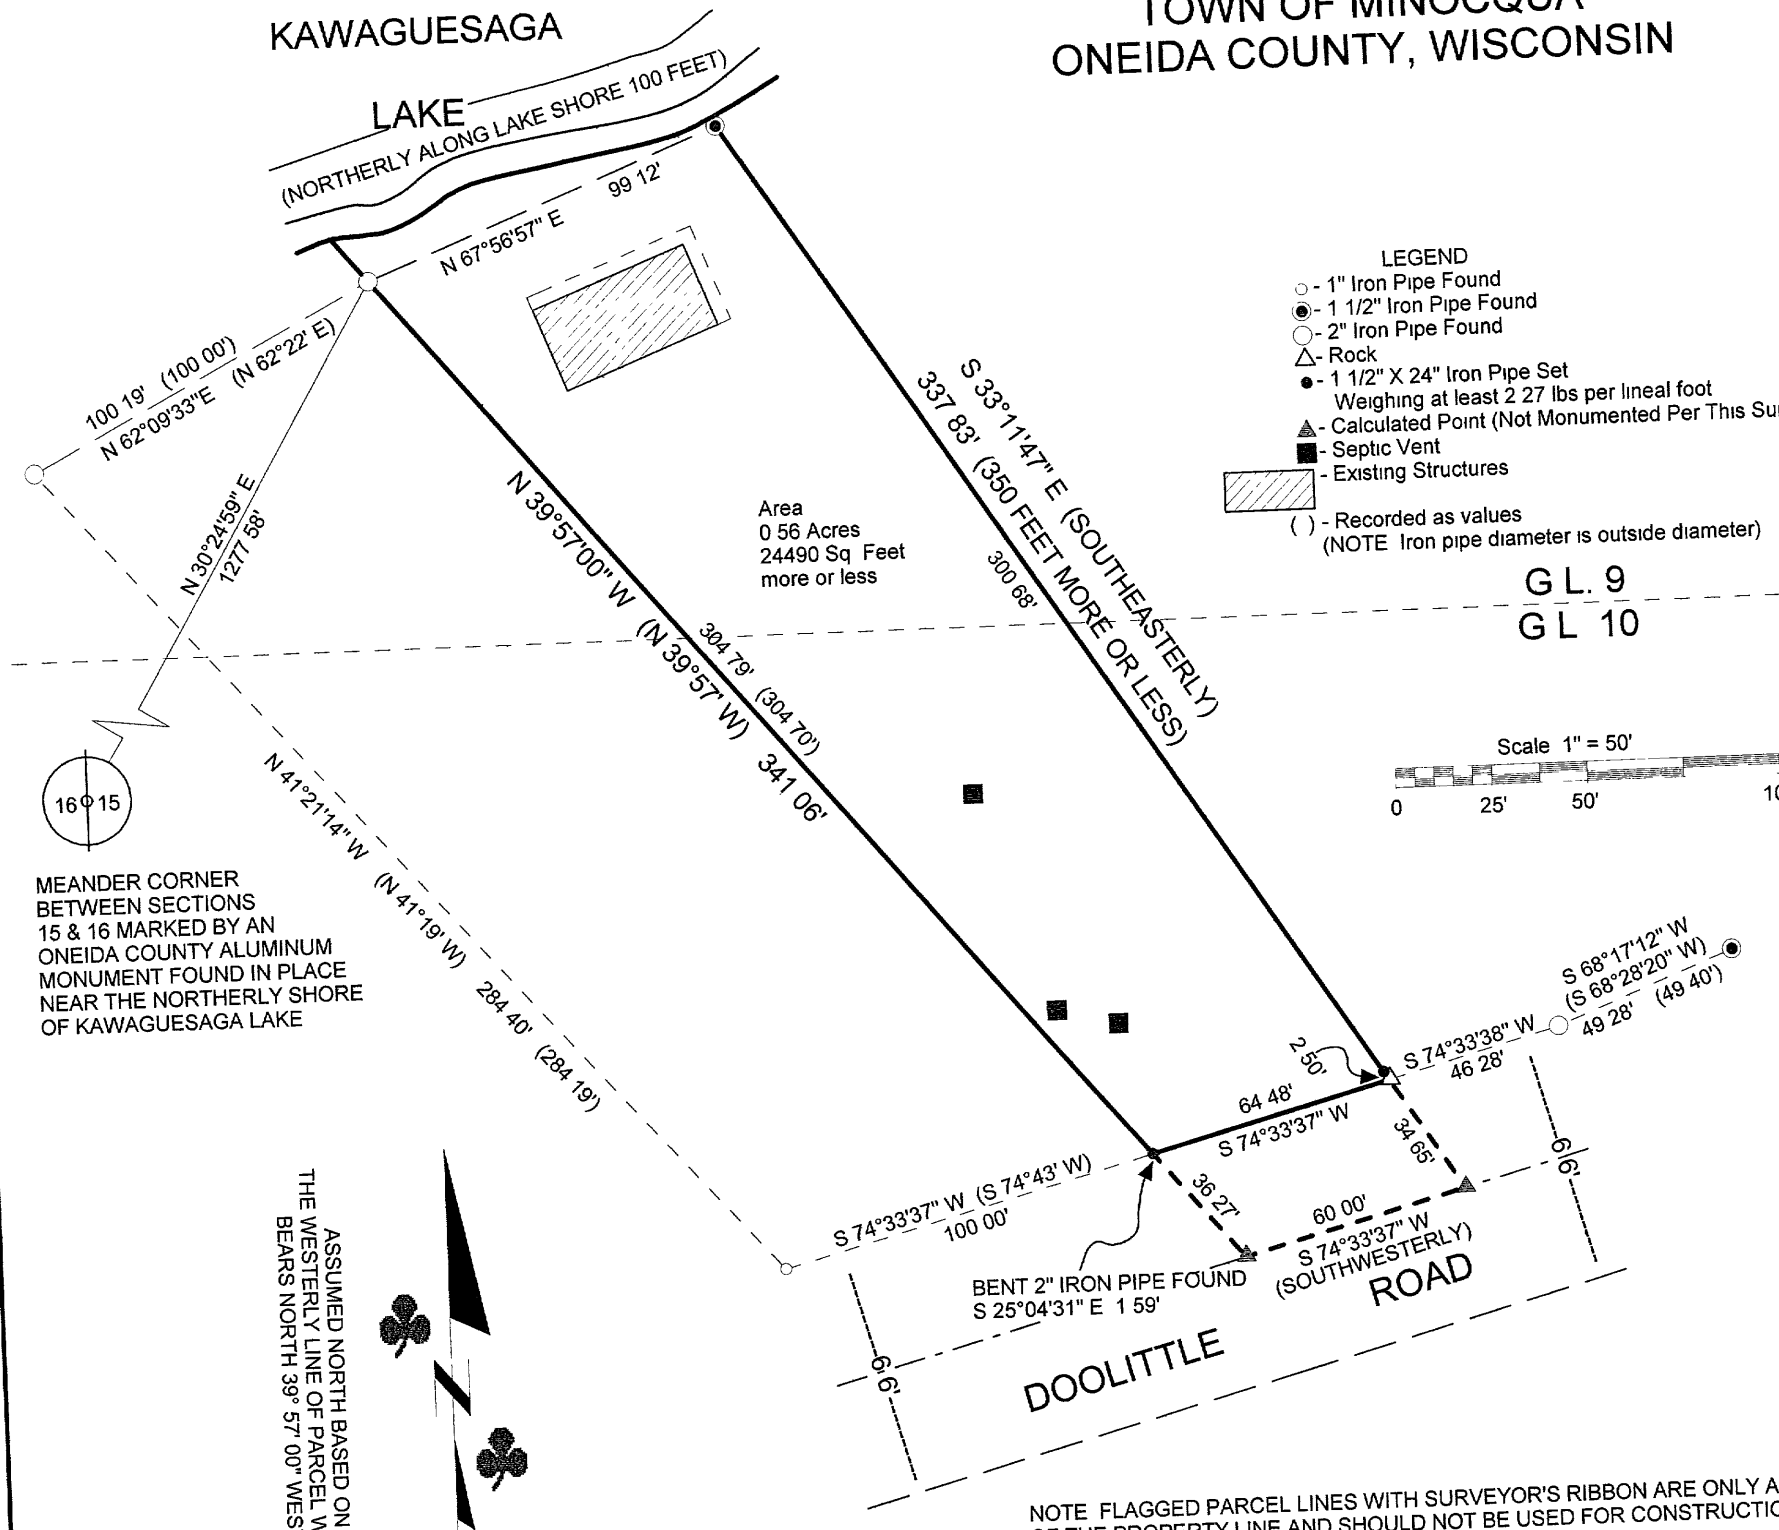 KAWAGUESAGA
LAKE
(NORTHERLY ALONG LAKE SHORE 100 FEET)
TOWN OF MINOCQUA
ONEIDA COUNTY, WISCONSIN
99 12'
N 67°56'57" E
100 19' (100 00')
N 62°09'33"E (N 62°22' E)
N 30°24'59" E
1277 58'
LEGEND
- 1" Iron Pipe Found
- 1 1/2" Iron Pipe Found
- 2" Iron Pipe Found
- Rock
- 1 1/2" X 24" Iron Pipe Set
Weighing at least 2 27 lbs per lineal foot
- Calculated Point (Not Monumented Per This
- Septic Vent
- Existing Structures
( ) - Recorded as values
(NOTE Iron pipe diameter is outside diameter)
G L. 9
G L 10
S 33°11'47" E (SOUTHEASTERLY)
337 83' (350 FEET MORE OR LESS)
300 68'
Area
0 56 Acres
24490 Sq Feet
more or less
N 39°57'00" W (N 39°57' W) 341 06'
304 79' (304 70')
Scale 1" = 50'
0 25' 50'
16 15
MEANDER CORNER
BETWEEN SECTIONS
15 & 16 MARKED BY AN
ONEIDA COUNTY ALUMINUM
MONUMENT FOUND IN PLACE
NEAR THE NORTHERLY SHORE
OF KAWAGUESAGA LAKE
N 41°21'14" W (N 41°19' W) 284 40' (284 19')
S 68°17'12" W
(S 68°28'20" W)
49 28' (49 40')
S 74°33'38" W
46 28'
2 50'
64 48'
S 74°33'37" W
34 65'
36 27'
66'
60 00'
S 74°33'37" W
(SOUTHWESTERLY)
S 74°33'37" W (S 74°43' W)
100 00'
BENT 2" IRON PIPE FOUND
S 25°04'31" E 1 59'
66'
DOOLITTLE ROAD
ASSUMED NORTH BASED ON
THE WESTERLY LINE OF PARCEL
BEARS NORTH 39° 57' 00" WEST
N
NOTE FLAGGED PARCEL LINES WITH SURVEYOR'S RIBBON ARE ONLY
OF THE PROPERTY LINE AND SHOULD NOT BE USED FOR